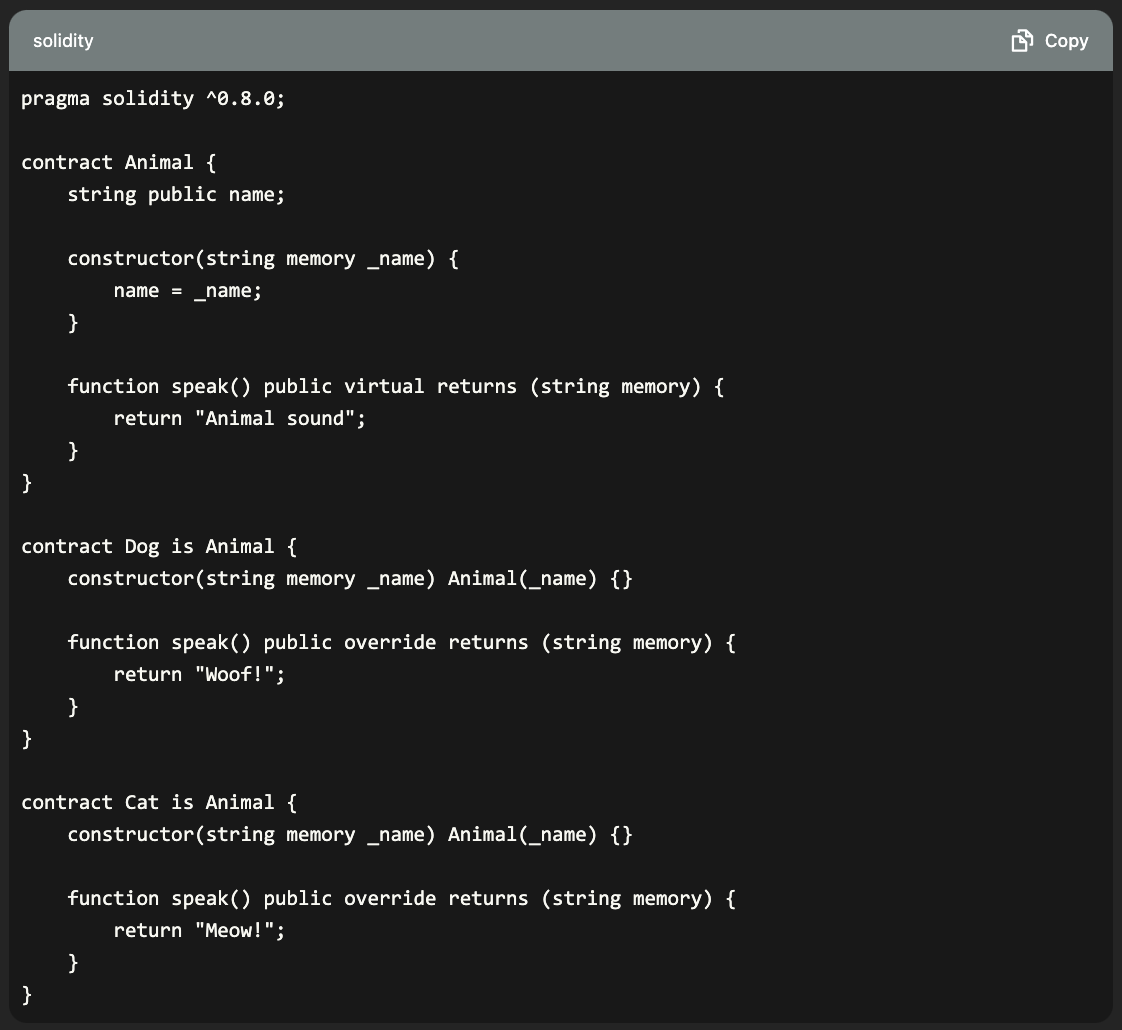 solidity
Copy
pragma solidity ^0.8.0;

contract Animal {
    string public name;

    constructor(string memory _name) {
        name = _name;
    }

    function speak() public virtual returns (string memory) {
        return "Animal sound";
    }
}

contract Dog is Animal {
    constructor(string memory _name) Animal(_name) {}

    function speak() public override returns (string memory) {
        return "Woof!";
    }
}

contract Cat is Animal {
    constructor(string memory _name) Animal(_name) {}

    function speak() public override returns (string memory) {
        return "Meow!";
    }
}